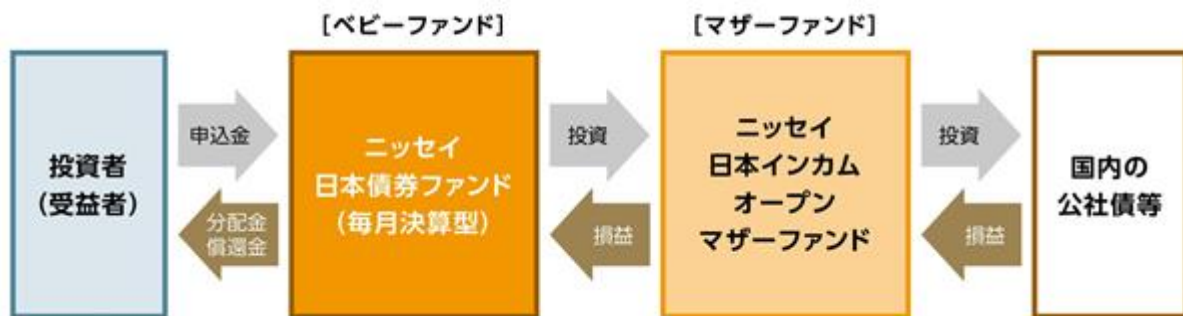 [ベビーファンド]
[マザーファンド]
投資者
(受益者)
申込金
分配金
償還金
ニッセイ
日本債券ファンド
(毎月決算型)
投資
損益
ニッセイ
日本インカム
オープン
マザーファンド
投資
損益
国内の
公社債等